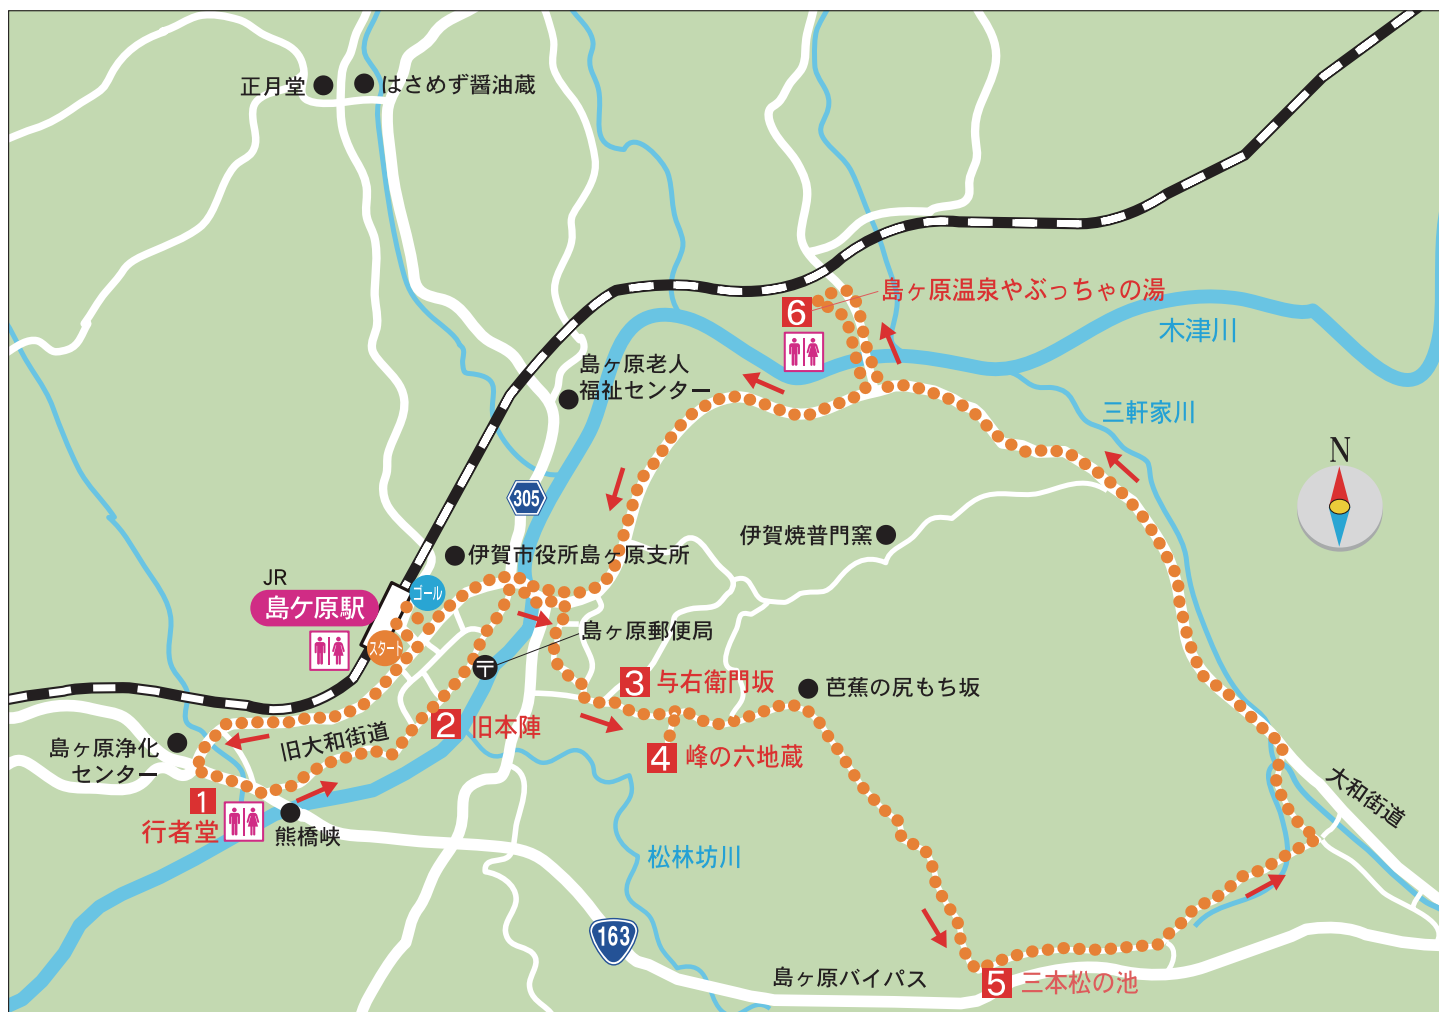 正月堂
はさめず醤油蔵
島ヶ原温泉やぶっちゃの湯
6
木津川
島ヶ原老人
福祉センター
三軒家川
N
305
伊賀焼普門窯
伊賀市役所島ヶ原支所
JR
島ケ原駅
ゴール
スタート
島ヶ原郵便局
〒
3 与右衛門坂
芭蕉の尻もち坂
2 旧本陣
旧大和街道
島ヶ原浄化
センター
4 峰の六地蔵
大和街道
1
行者堂
熊橋峡
松林坊川
163
島ヶ原バイパス
5 三本松の池